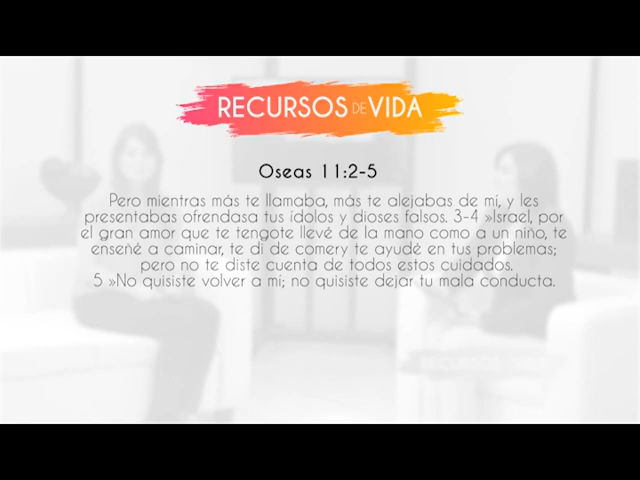 RECURSOS DE VIDA
Oseas 11:2-5
Pero mientras más te llamaba, más te alejabas de mí, y les
presentabas ofrendasa tus ídolos y dioses falsos. 3-4 »Israel, por
el gran amor que te tengote llevé de la mano como a un niño, te
enseñé a caminar, te di de comery te ayudé en tus problemas;
pero no te diste cuenta de todos estos cuidados.
5 »No quisiste volver a mí; no quisiste dejar tu mala conducta.
RECURSOS DE VIDA